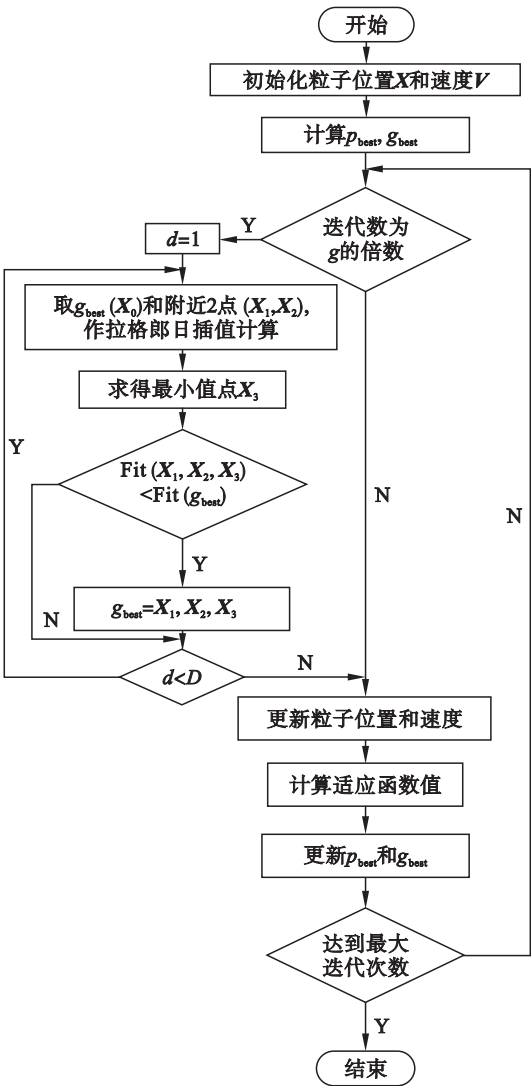 开始
初始化粒子位置X和速度V
计算pbest, gbest
迭代数为
g的倍数
Y
d=1
取gbest (X0)和附近2点 (X1,X2),
作拉格郎日插值计算
求得最小值点X3
Y
Fit (X1, X2, X3)
<Fit (gbest)
N
N
Y
gbest=X1, X2, X3
N
d<D
N
更新粒子位置和速度
计算适应函数值
更新pbest和gbest
达到最大
迭代次数
Y
结束